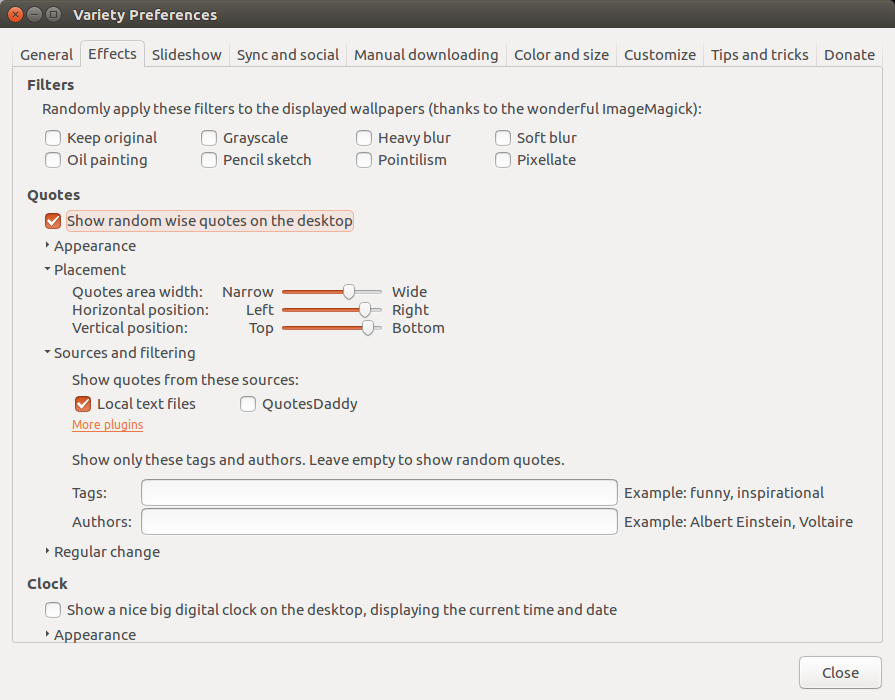 Variety Preferences
General Effects Slideshow Sync and social Manual downloading Color and size Customize Tips and tricks Donate
Filters
Randomly apply these filters to the displayed wallpapers (thanks to the wonderful ImageMagick):
Keep original Grayscale Heavy blur Soft blur
Oil painting Pencil sketch Pointilism Pixellate
Quotes
Show random wise quotes on the desktop
Appearance
Placement
Quotes area width: Narrow Wide
Horizontal position: Left Right
Vertical position: Top Bottom
Sources and filtering
Show quotes from these sources:
Local text files QuotesDaddy
More plugins
Show only these tags and authors. Leave empty to show random quotes.
Tags: Example: funny, inspirational
Authors: Example: Albert Einstein, Voltaire
Regular change
Clock
Show a nice big digital clock on the desktop, displaying the current time and date
Appearance
Close